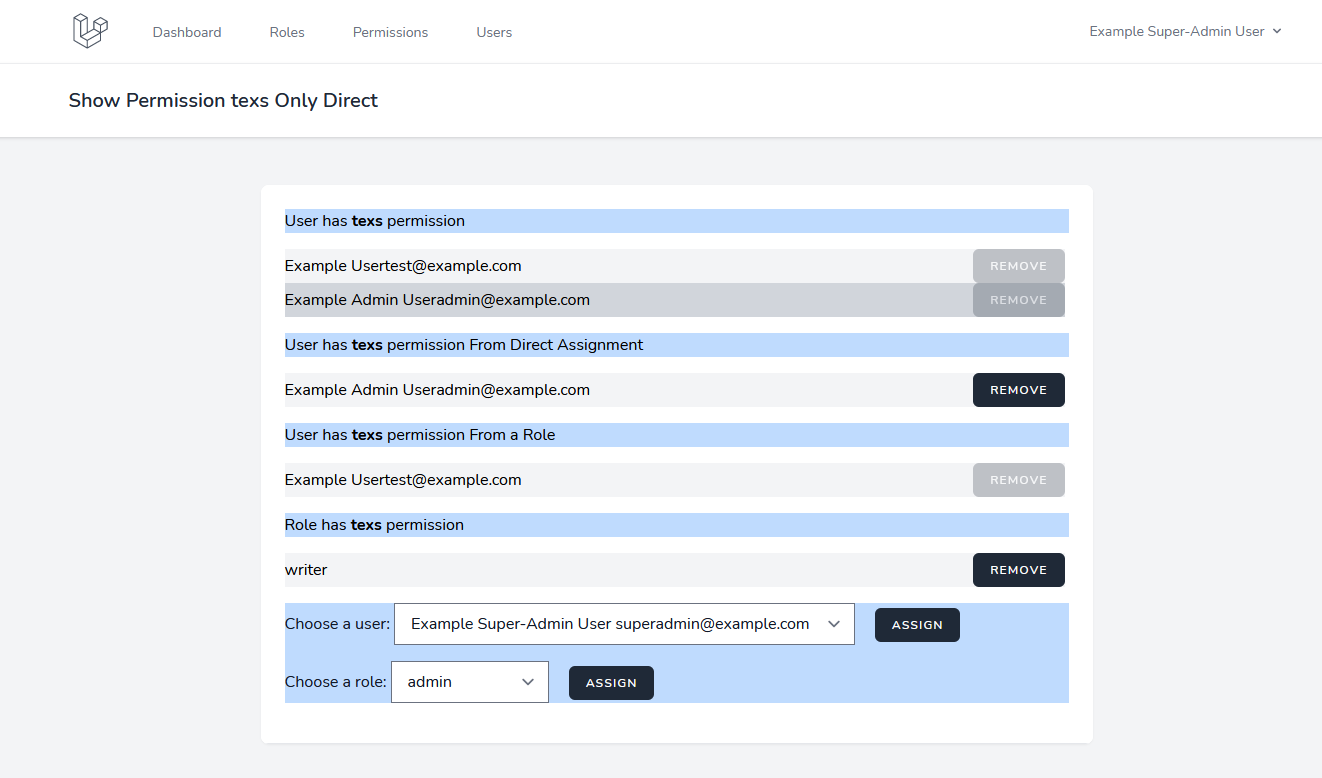 Dashboard Roles Permissions Users Example Super-Admin User
Show Permission texs Only Direct
User has texs permission
Example Usertest@example.com REMOVE
Example Admin Useradmin@example.com REMOVE
User has texs permission From Direct Assignment
Example Admin Useradmin@example.com REMOVE
User has texs permission From a Role
Example Usertest@example.com REMOVE
Role has texs permission
writer REMOVE
Choose a user: Example Super-Admin User superadmin@example.com ASSIGN
Choose a role: admin ASSIGN